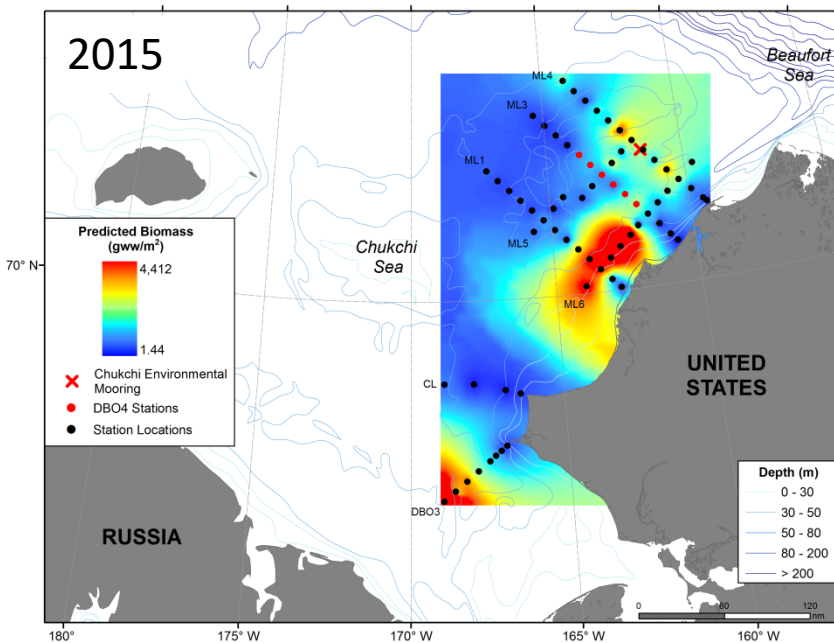 2015
Beaufort
Sea
ML4
ML3
ML1
ML5
ML6
Chukchi
Sea
70° N
Predicted Biomass
(gww/m²)
4,412
1.44
Chukchi Environmental
Mooring
DBO4 Stations
Station Locations
CL
DBO3
UNITED
STATES
RUSSIA
Depth (m)
0 - 30
30 - 50
50 - 80
80 - 200
> 200
0 60 120
nm
180° 175°W 170°W 165°W 160°W